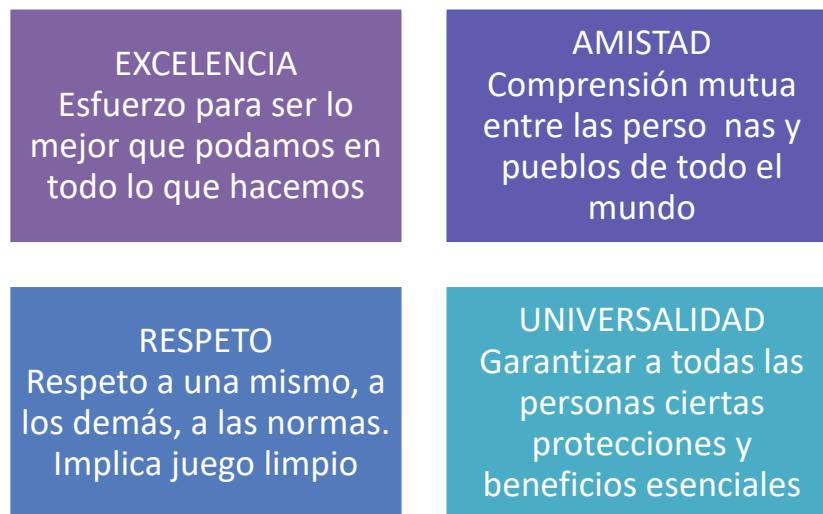 EXCELENCIA
Esfuerzo para ser lo
mejor que podamos en
todo lo que hacemos
AMISTAD
Comprensión mutua
entre las perso nas y
pueblos de todo el
mundo
RESPETO
Respeto a una mismo, a
los demás, a las normas.
Implica juego limpio
UNIVERSALIDAD
Garantizar a todas las
personas ciertas
protecciones y
beneficios esenciales